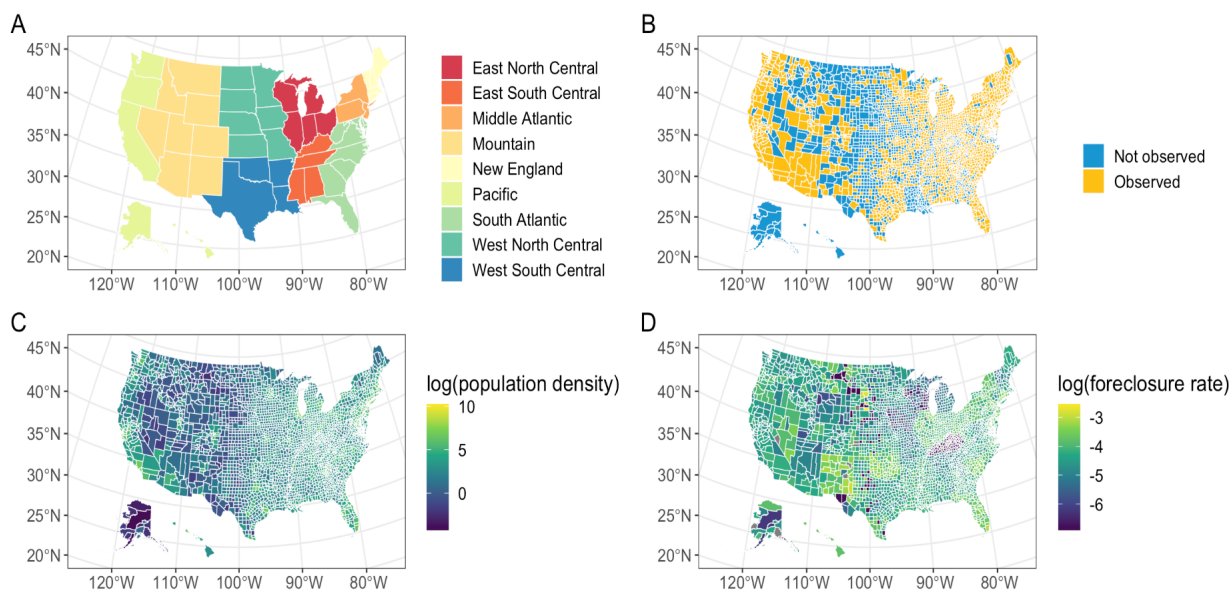 A
45°N
40°N
35°N
30°N
25°N
20°N
120°W 110°W 100°W 90°W 80°W
East North Central
East South Central
Middle Atlantic
Mountain
New England
Pacific
South Atlantic
West North Central
West South Central
B
45°N
40°N
35°N
30°N
25°N
20°N
120°W 110°W 100°W 90°W 80°W
Not observed
Observed
C
45°N
40°N
35°N
30°N
25°N
20°N
120°W 110°W 100°W 90°W 80°W
log(population density)
10
5
0
D
45°N
40°N
35°N
30°N
25°N
20°N
120°W 110°W 100°W 90°W 80°W
log(foreclosure rate)
-3
-4
-5
-6